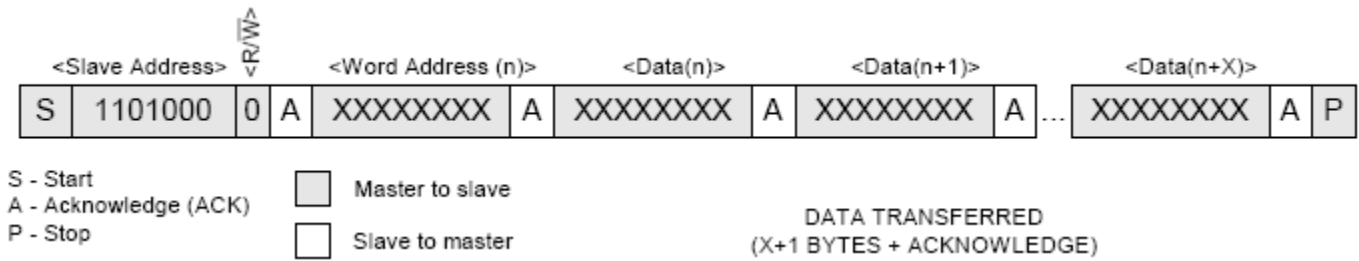 <Slave Address> <R/W> <Word Address (n)> <Data(n)> <Data(n+1)> <Data(n+X)>
S 1101000 0 A XXXXXXXX A XXXXXXXX A XXXXXXXX A ... XXXXXXXX A P
S - Start
A - Acknowledge (ACK)
P - Stop
Master to slave
Slave to master
DATA TRANSFERRED
(X+1 BYTES + ACKNOWLEDGE)